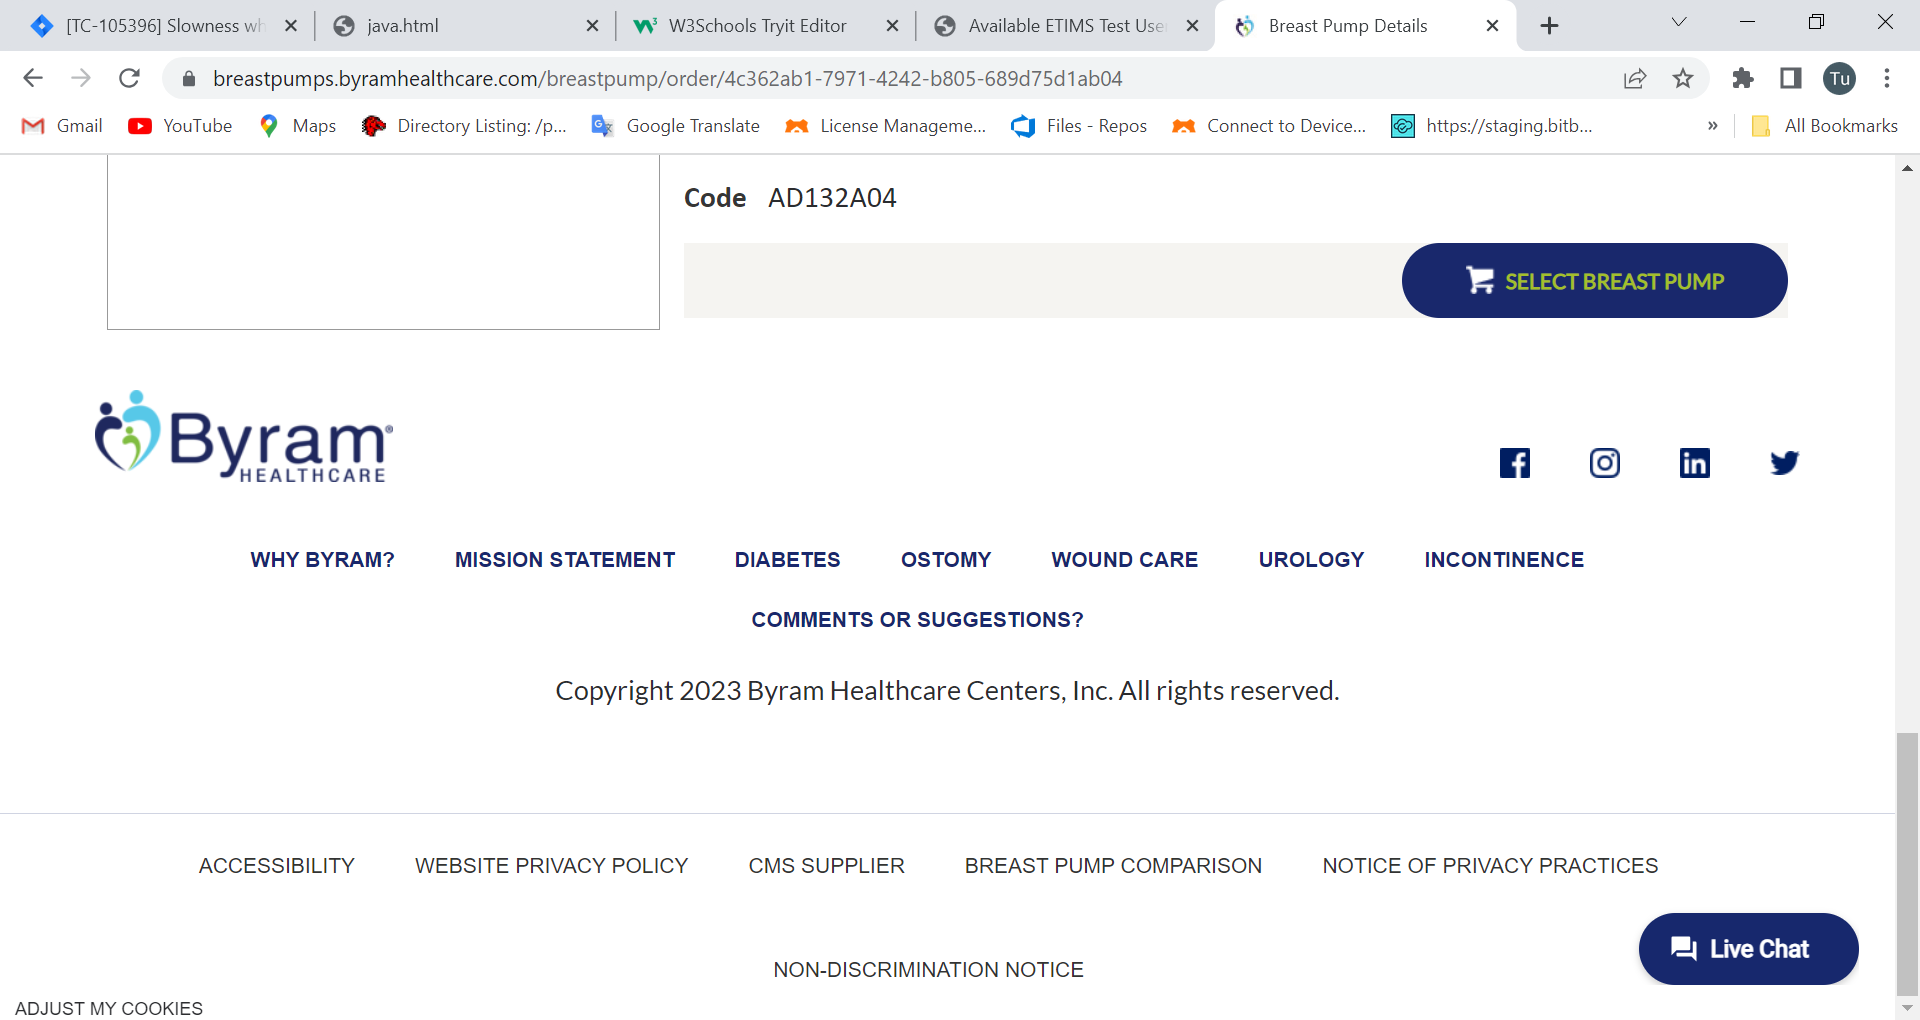 [TC-105396] Slowness wh
java.html
W3Schools Tryit Editor
Available ETIMS Test Use
Breast Pump Details
breastpumps.byramhealthcare.com/breastpump/order/4c362ab1-7971-4242-b805-689d75d1ab04
Tu
Gmail
YouTube
Maps
Directory Listing: /p...
Google Translate
License Manageme...
Files - Repos
Connect to Device...
https://staging.bitb...
»
All Bookmarks
Code AD132A04
SELECT BREAST PUMP
Byram®
HEALTHCARE
WHY BYRAM? MISSION STATEMENT DIABETES OSTOMY WOUND CARE UROLOGY INCONTINENCE
COMMENTS OR SUGGESTIONS?
Copyright 2023 Byram Healthcare Centers, Inc. All rights reserved.
ACCESSIBILITY WEBSITE PRIVACY POLICY CMS SUPPLIER BREAST PUMP COMPARISON NOTICE OF PRIVACY PRACTICES
Live Chat
NON-DISCRIMINATION NOTICE
ADJUST MY COOKIES